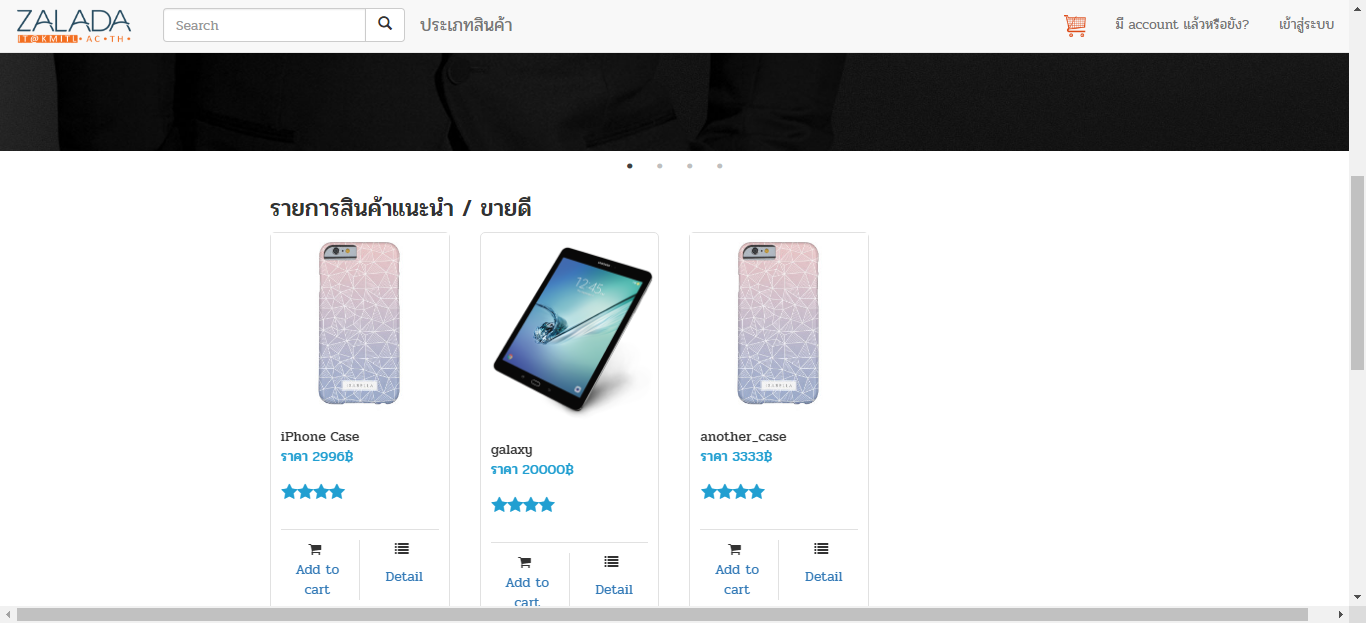 ZALADA
IT@KMITL•AC•TH•
Search
ประเภทสินค้า
มี account แล้วหรือยัง?
เข้าสู่ระบบ
รายการสินค้าแนะนำ / ขายดี
12:45
iPhone Case
ราคา 2996฿
Add to
cart
Detail
galaxy
ราคา 20000฿
Add to
cart
Detail
another_case
ราคา 3333฿
Add to
cart
Detail